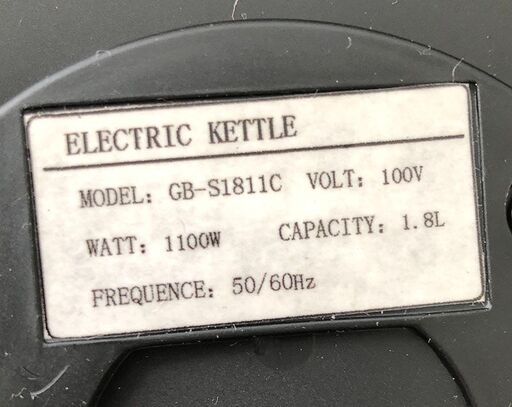 ELECTRIC KETTLE
MODEL: GB-S1811C VOLT: 100V
WATT: 1100W CAPACITY: 1.8L
FREQUENCE: 50/60Hz